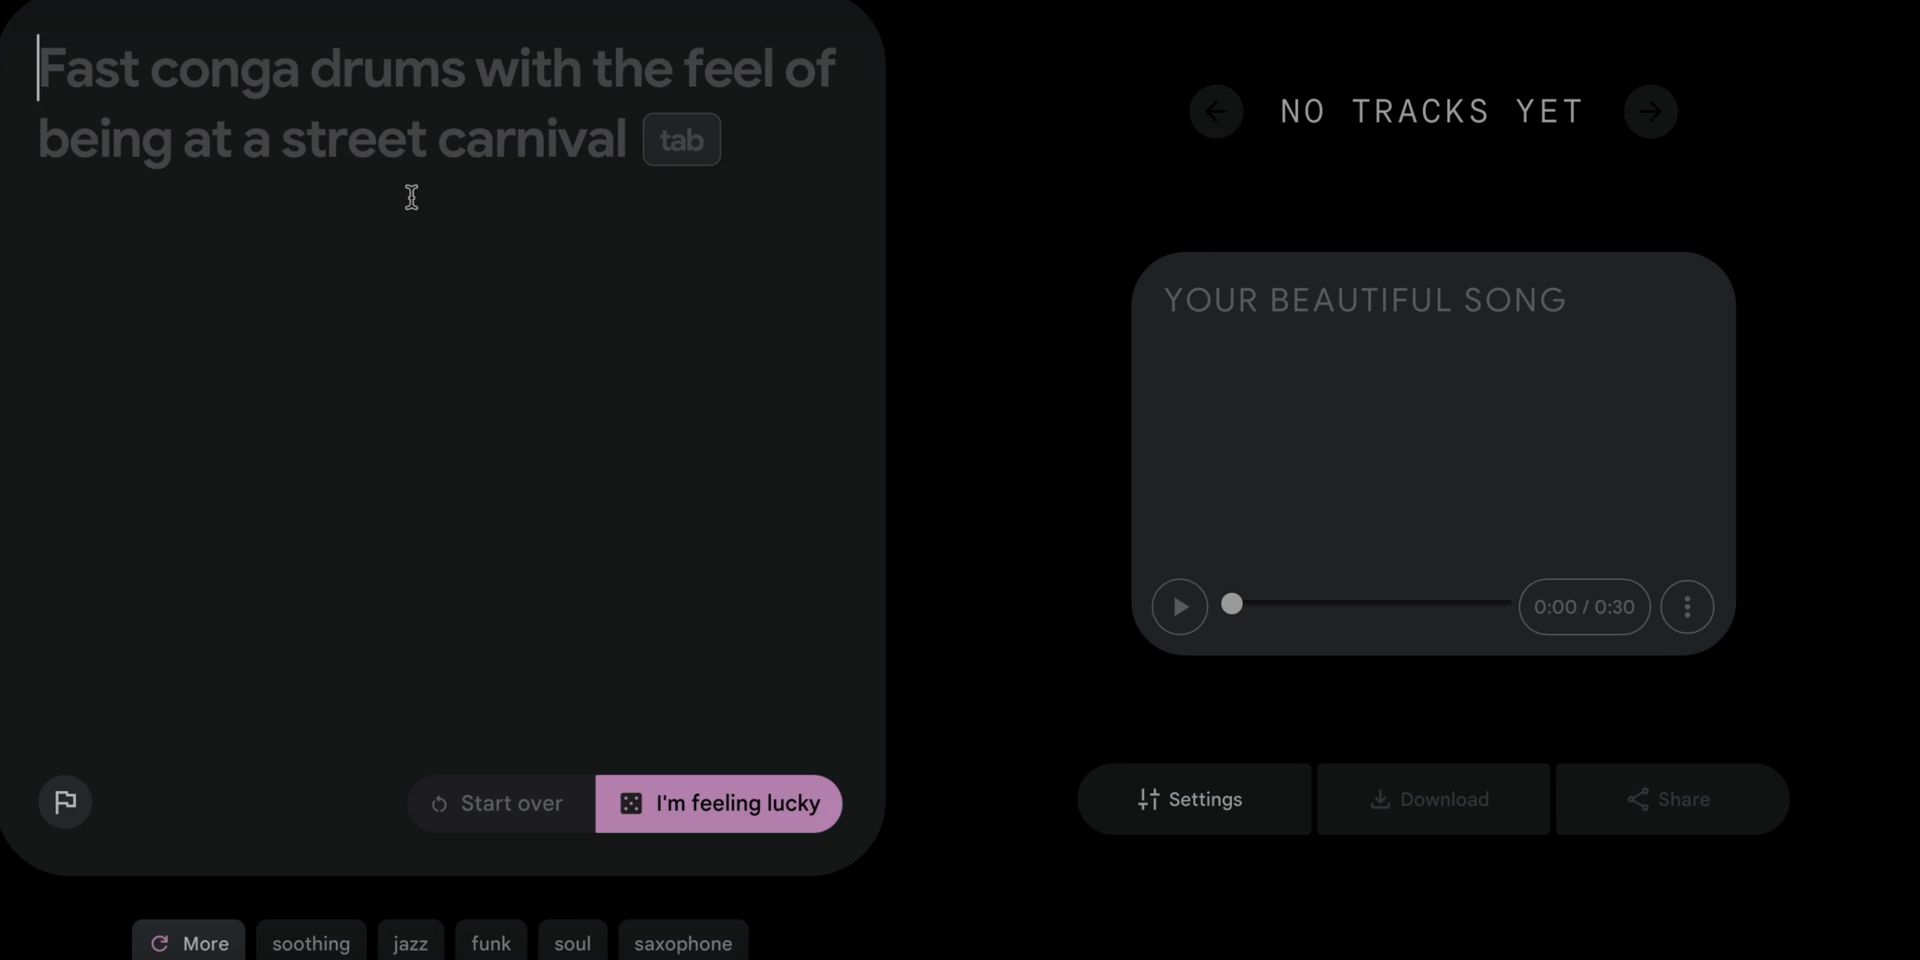 Fast conga drums with the feel of
being at a street carnival tab
Start over
I'm feeling lucky
More
soothing
jazz
funk
soul
saxophone
NO TRACKS YET
YOUR BEAUTIFUL SONG
0:00 / 0:30
Settings
Download
Share